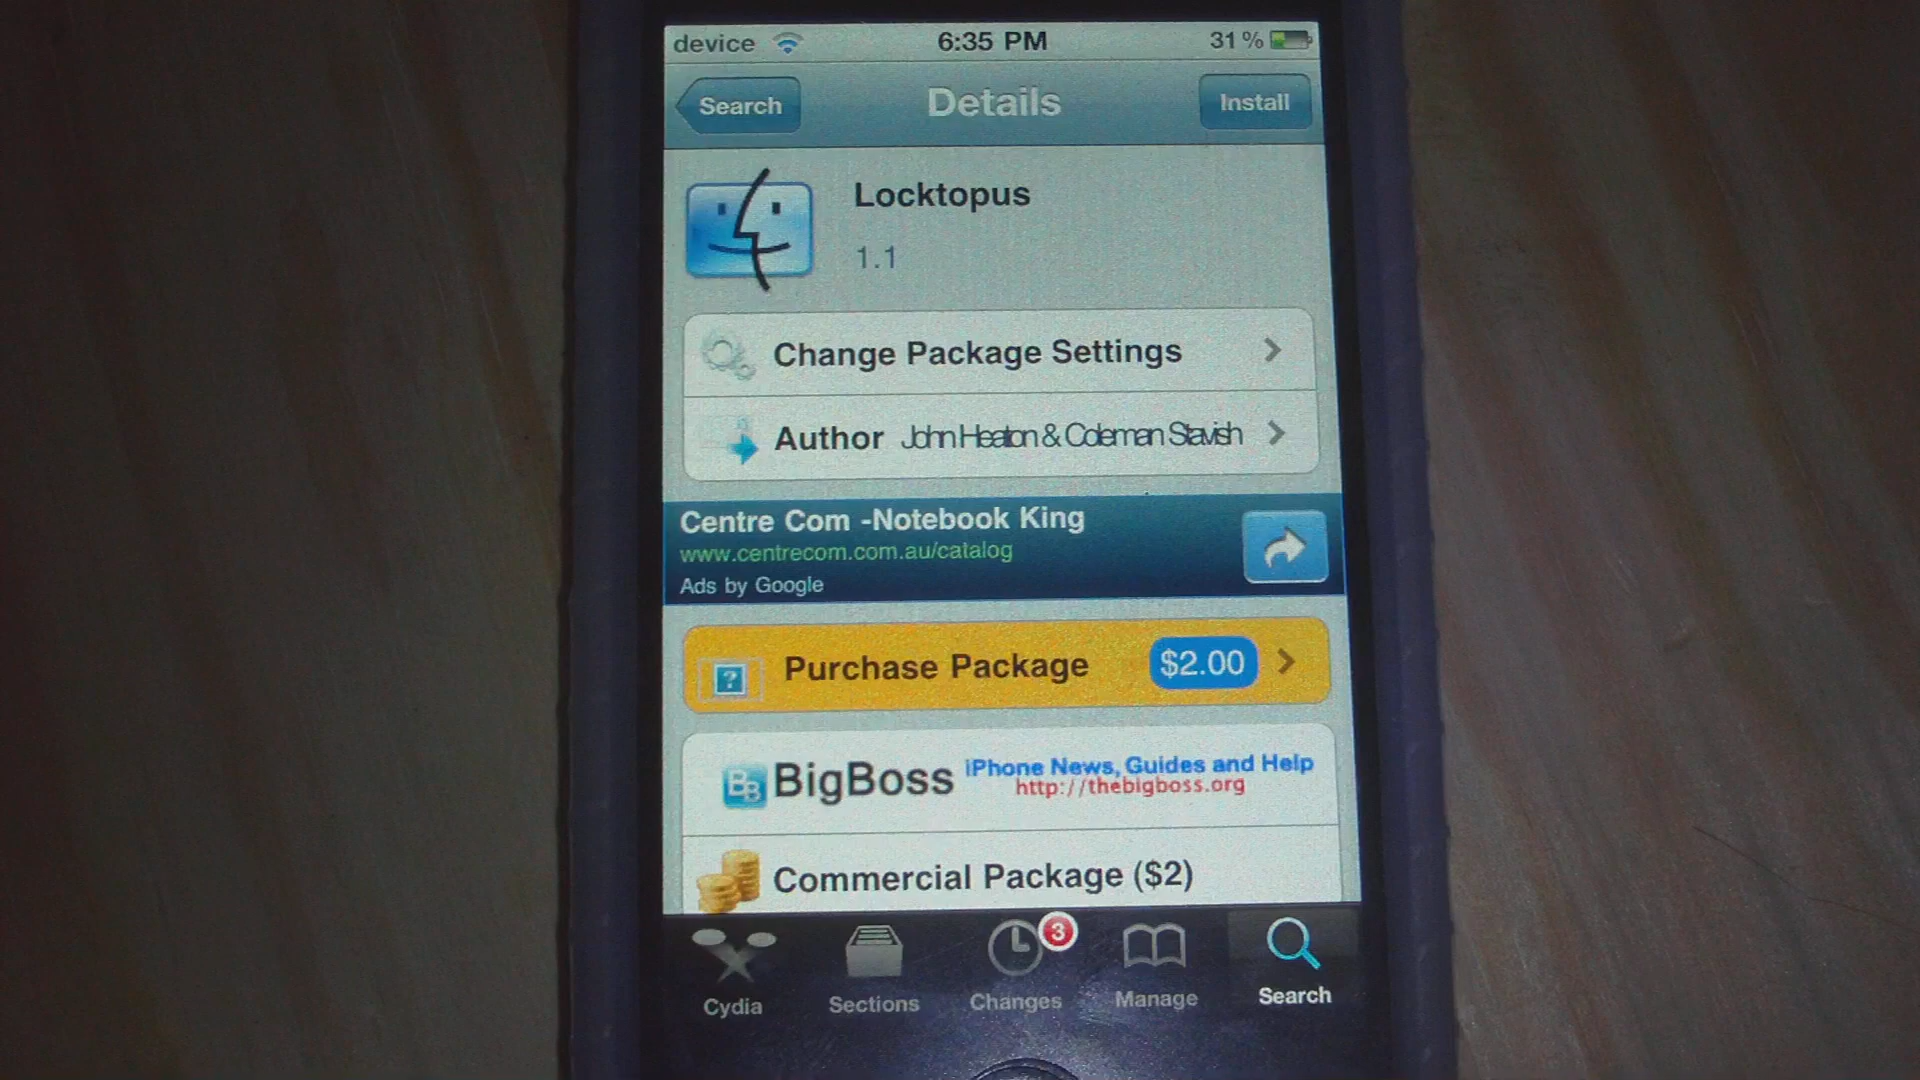 device 6:35 PM 31%
Search Details Install
Locktopus
1.1
Change Package Settings
Author John Heaton & Coleman Stavish
Centre Com -Notebook King
www.centrecom.com.au/catalog
Ads by Google
? Purchase Package $2.00
BB BigBoss iPhone News, Guides and Help
http://thebigboss.org
Commercial Package ($2)
3
Cydia Sections Changes Manage Search